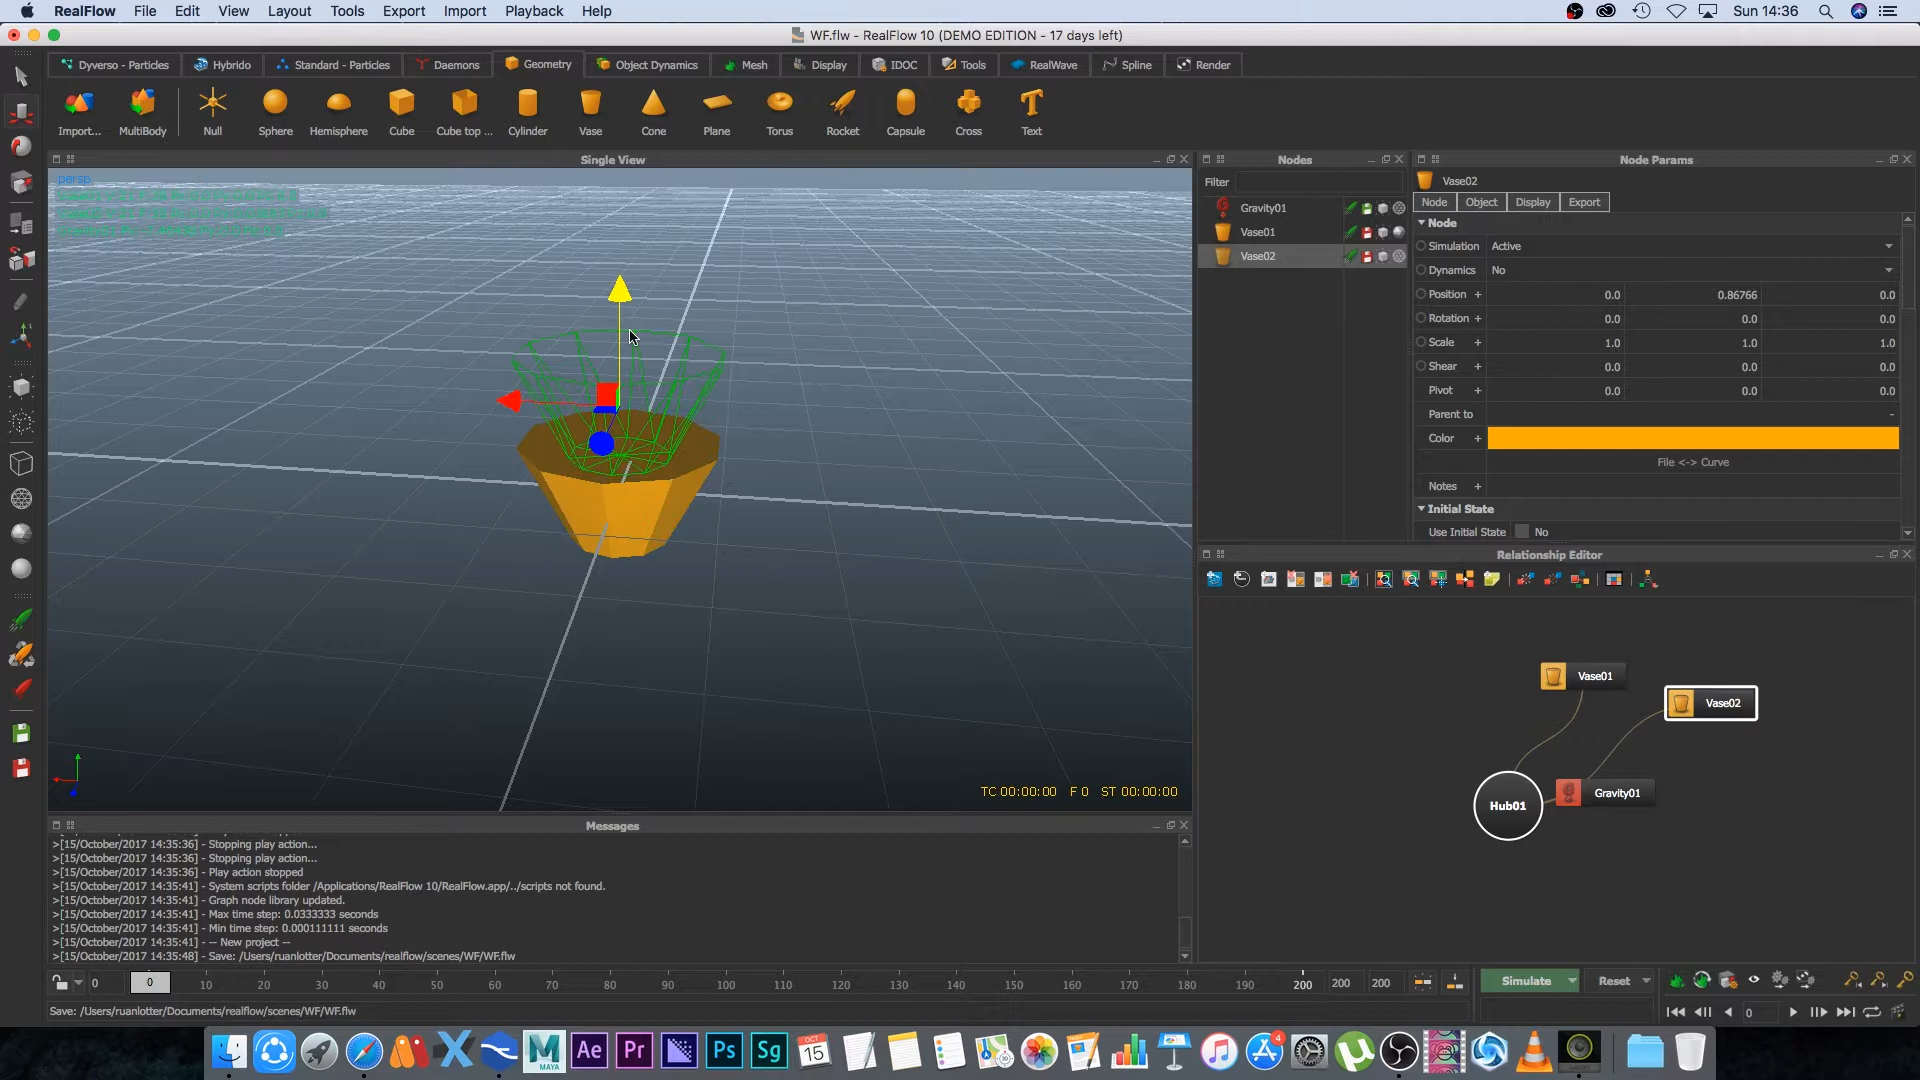 RealFlow File Edit View Layout Tools Export Import Playback Help Sun 14:36
WF.flw - RealFlow 10 (DEMO EDITION - 17 days left)
Dyverso - Particles Hybrido Standard - Particles Daemons Geometry Object Dynamics Mesh Display IDOC Tools RealWave Spline Render
Import... MultiBody Null Sphere Hemisphere Cube Cube top ... Cylinder Vase Cone Plane Torus Rocket Capsule Cross Text
Single View
persp
TC 00:00:00 F 0 ST 00:00:00
Nodes
Filter
Gravity01
Vase01
Vase02
Node Params
Vase02
Node Object Display Export
Node
Simulation Active
Dynamics No
Position + 0.0 0.86766 0.0
Rotation + 0.0 0.0 0.0
Scale + 1.0 1.0 1.0
Shear + 0.0 0.0 0.0
Pivot + 0.0 0.0 0.0
Parent to -
Color +
File <-> Curve
Notes +
Initial State
Use Initial State No
Relationship Editor
Vase01
Vase02
Gravity01
Hub01
Messages
>[15/October/2017 14:35:36] - Stopping play action...
>[15/October/2017 14:35:36] - Stopping play action...
>[15/October/2017 14:35:36] - Play action stopped
>[15/October/2017 14:35:41] - System scripts folder /Applications/RealFlow 10/RealFlow.app/../scripts not found.
>[15/October/2017 14:35:41] - Graph node library updated.
>[15/October/2017 14:35:41] - Max time step: 0.0333333 seconds
>[15/October/2017 14:35:41] - Min time step: 0.000111111 seconds
>[15/October/2017 14:35:41] - -- New project --
>[15/October/2017 14:35:48] - Save: /Users/ruanlotter/Documents/realflow/scenes/WF/WF.flw
0 0 10 20 30 40 50 60 70 80 90 100 110 120 130 140 150 160 170 180 190 200 200 200
Simulate Reset
0
Save: /Users/ruanlotter/Documents/realflow/scenes/WF/WF.flw
M MAYA Ae Pr Ps Sg OCT 15 4